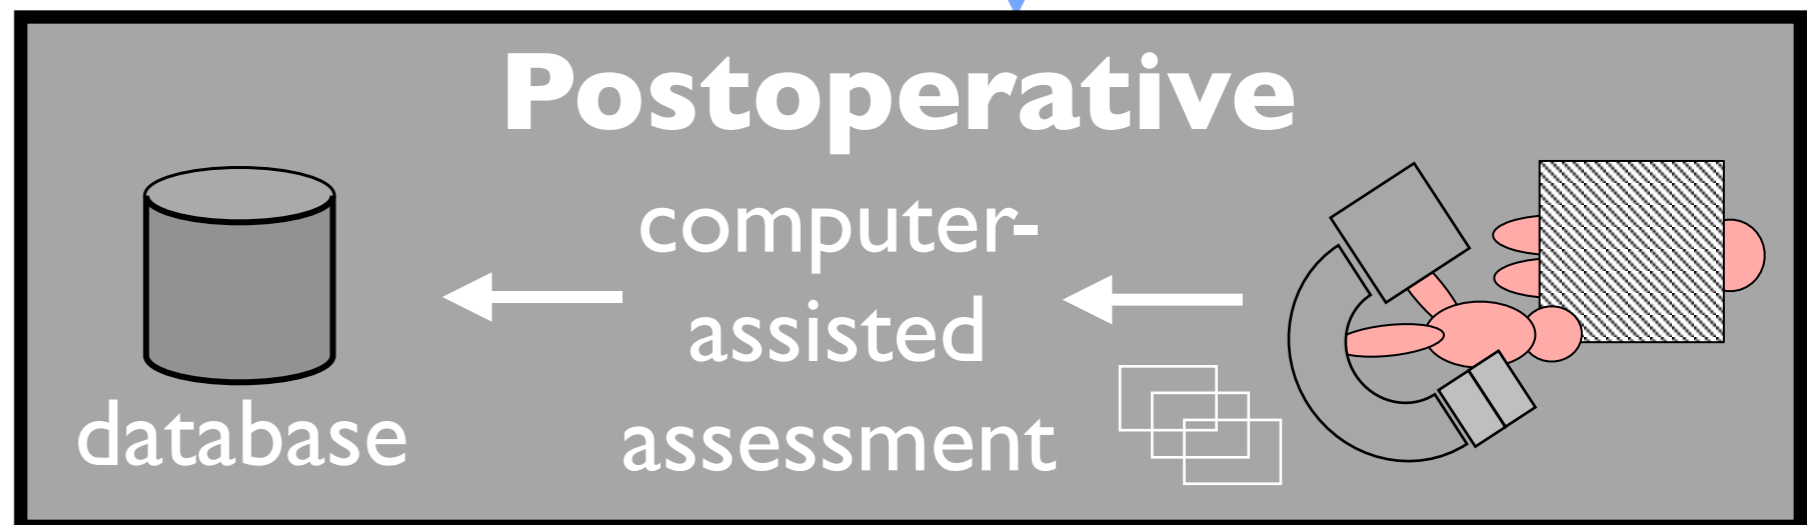 Postoperative
computer-
assisted
assessment
database